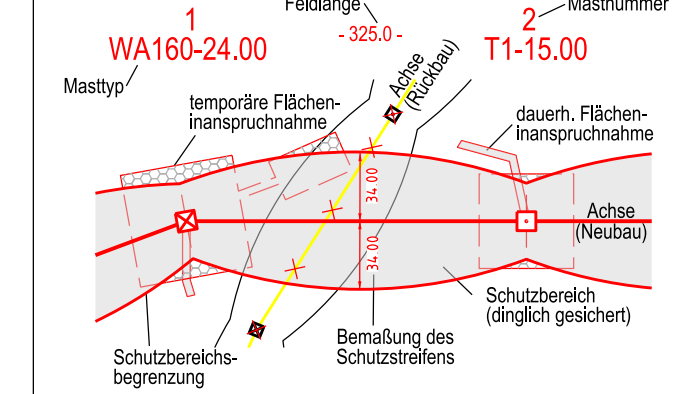 Feldlänge
Mastnummer
1
2
- 325.0 -
WA160-24.00
T1-15.00
Masttyp
Achse
(Rückbau)
temporäre Flächen-
inanspruchnahme
dauerh. Flächen-
inanspruchnahme
34.00
34.00
Achse
(Neubau)
Schutzbereich
(dinglich gesichert)
Bemaßung des
Schutzstreifens
Schutzbereichs-
begrenzung